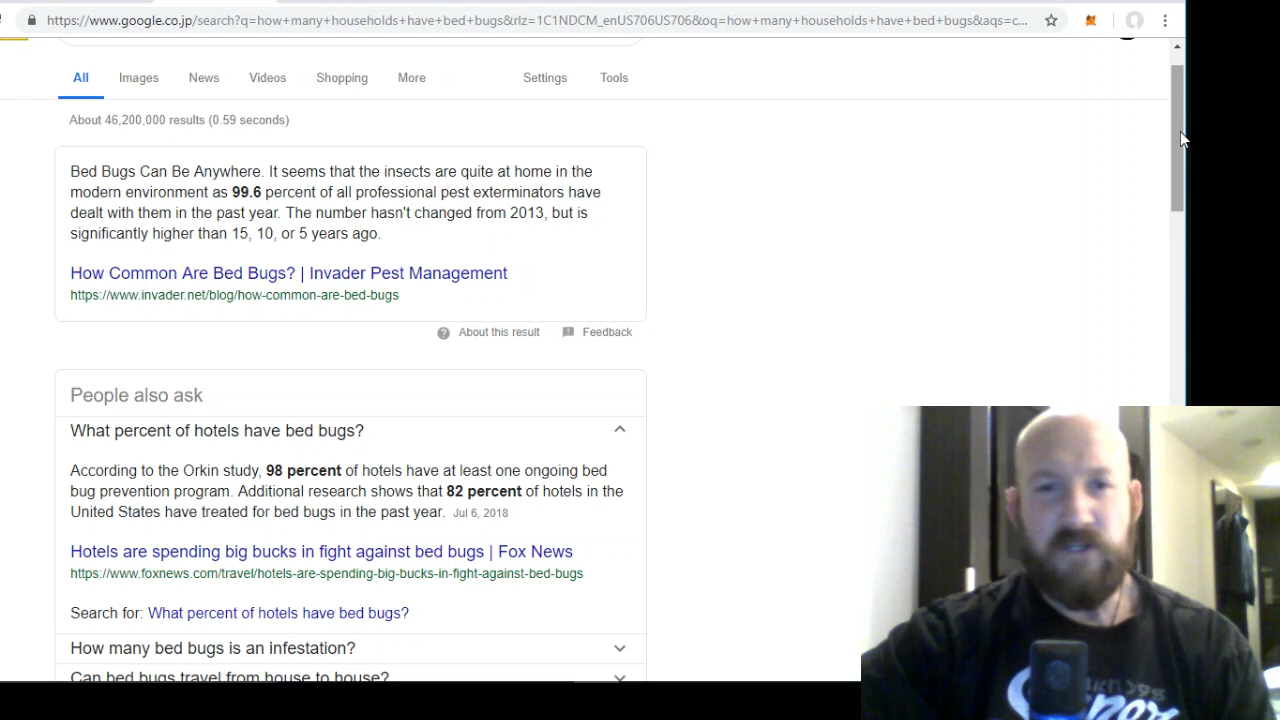 https://www.google.co.jp/search?q=how+many+households+have+bed+bugs&rlz=1C1NDCM_enUS706US706&oq=how+many+households+have+bed+bugs&aqs=c...
All Images News Videos Shopping More Settings Tools
About 46,200,000 results (0.59 seconds)
Bed Bugs Can Be Anywhere. It seems that the insects are quite at home in the
modern environment as 99.6 percent of all professional pest exterminators have
dealt with them in the past year. The number hasn't changed from 2013, but is
significantly higher than 15, 10, or 5 years ago.
How Common Are Bed Bugs? | Invader Pest Management
https://www.invader.net/blog/how-common-are-bed-bugs
About this result Feedback
People also ask
What percent of hotels have bed bugs?
According to the Orkin study, 98 percent of hotels have at least one ongoing bed
bug prevention program. Additional research shows that 82 percent of hotels in the
United States have treated for bed bugs in the past year. Jul 6, 2018
Hotels are spending big bucks in fight against bed bugs | Fox News
https://www.foxnews.com/travel/hotels-are-spending-big-bucks-in-fight-against-bed-bugs
Search for: What percent of hotels have bed bugs?
How many bed bugs is an infestation?
Can bed bugs travel from house to house?